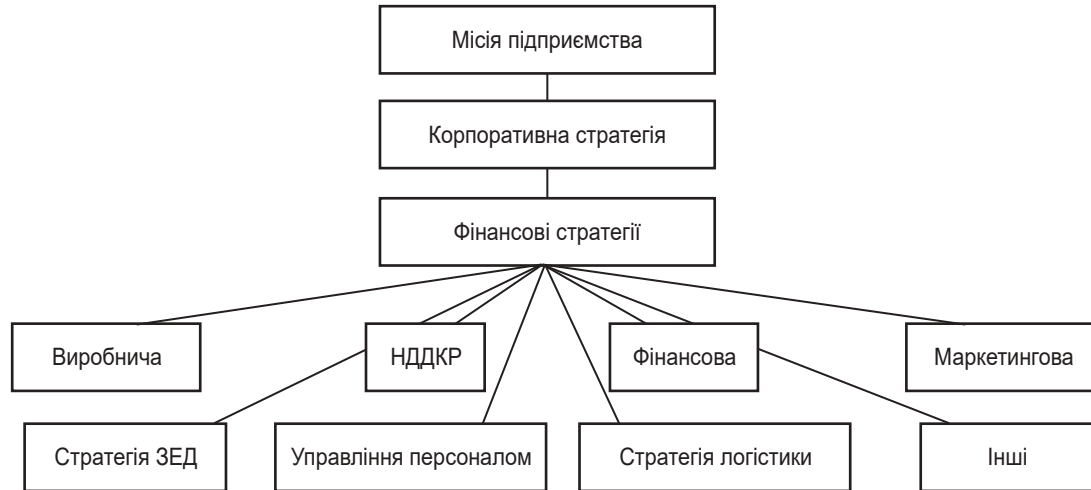 Місія підприємства
Корпоративна стратегія
Фінансові стратегії
Виробнича
НДДКР
Фінансова
Маркетингова
Стратегія ЗЕД
Управління персоналом
Стратегія логістики
Інші